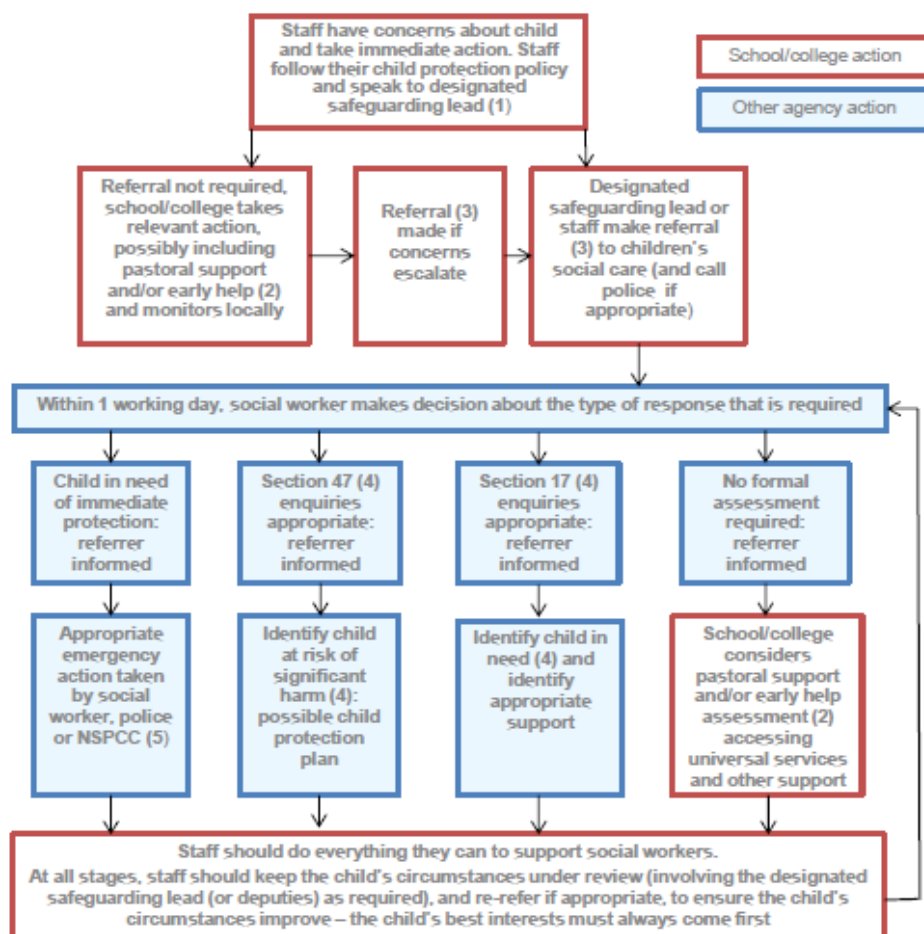 Staff have concerns about child
and take immediate action. Staff
follow their child protection policy
and speak to designated
safeguarding lead (1)
School/college action
Other agency action
Referral not required,
school/college takes
relevant action,
possibly including
pastoral support
and/or early help (2)
and monitors locally
Referral (3)
made if
concerns
escalate
Designated
safeguarding lead or
staff make referral
(3) to children's
social care (and call
police if
appropriate)
Within 1 working day, social worker makes decision about the type of response that is required
Child in need
of immediate
protection:
referrer
informed
Section 47 (4)
enquiries
appropriate:
referrer
informed
Section 17 (4)
enquiries
appropriate:
referrer
informed
No formal
assessment
required:
referrer
informed
Appropriate
emergency
action taken
by social
worker, police
or NSPCC (5)
Identify child
at risk of
significant
harm (4):
possible child
protection
plan
Identify child in
need (4) and
identify
appropriate
support
School/college
considers
pastoral support
and/or early help
assessment (2)
accessing
universal services
and other support
Staff should do everything they can to support social workers.
At all stages, staff should keep the child's circumstances under review (involving the designated
safeguarding lead (or deputies) as required), and re-refer if appropriate, to ensure the child's
circumstances improve – the child's best interests must always come first